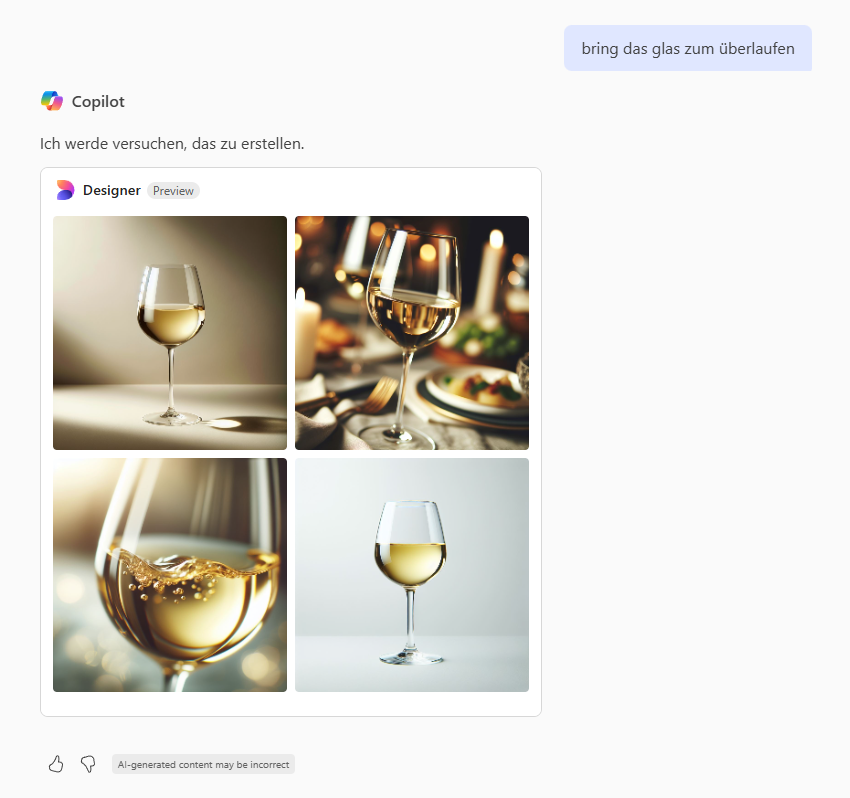 bring das glas zum überlaufen
Copilot
Ich werde versuchen, das zu erstellen.
Designer Preview
AI-generated content may be incorrect